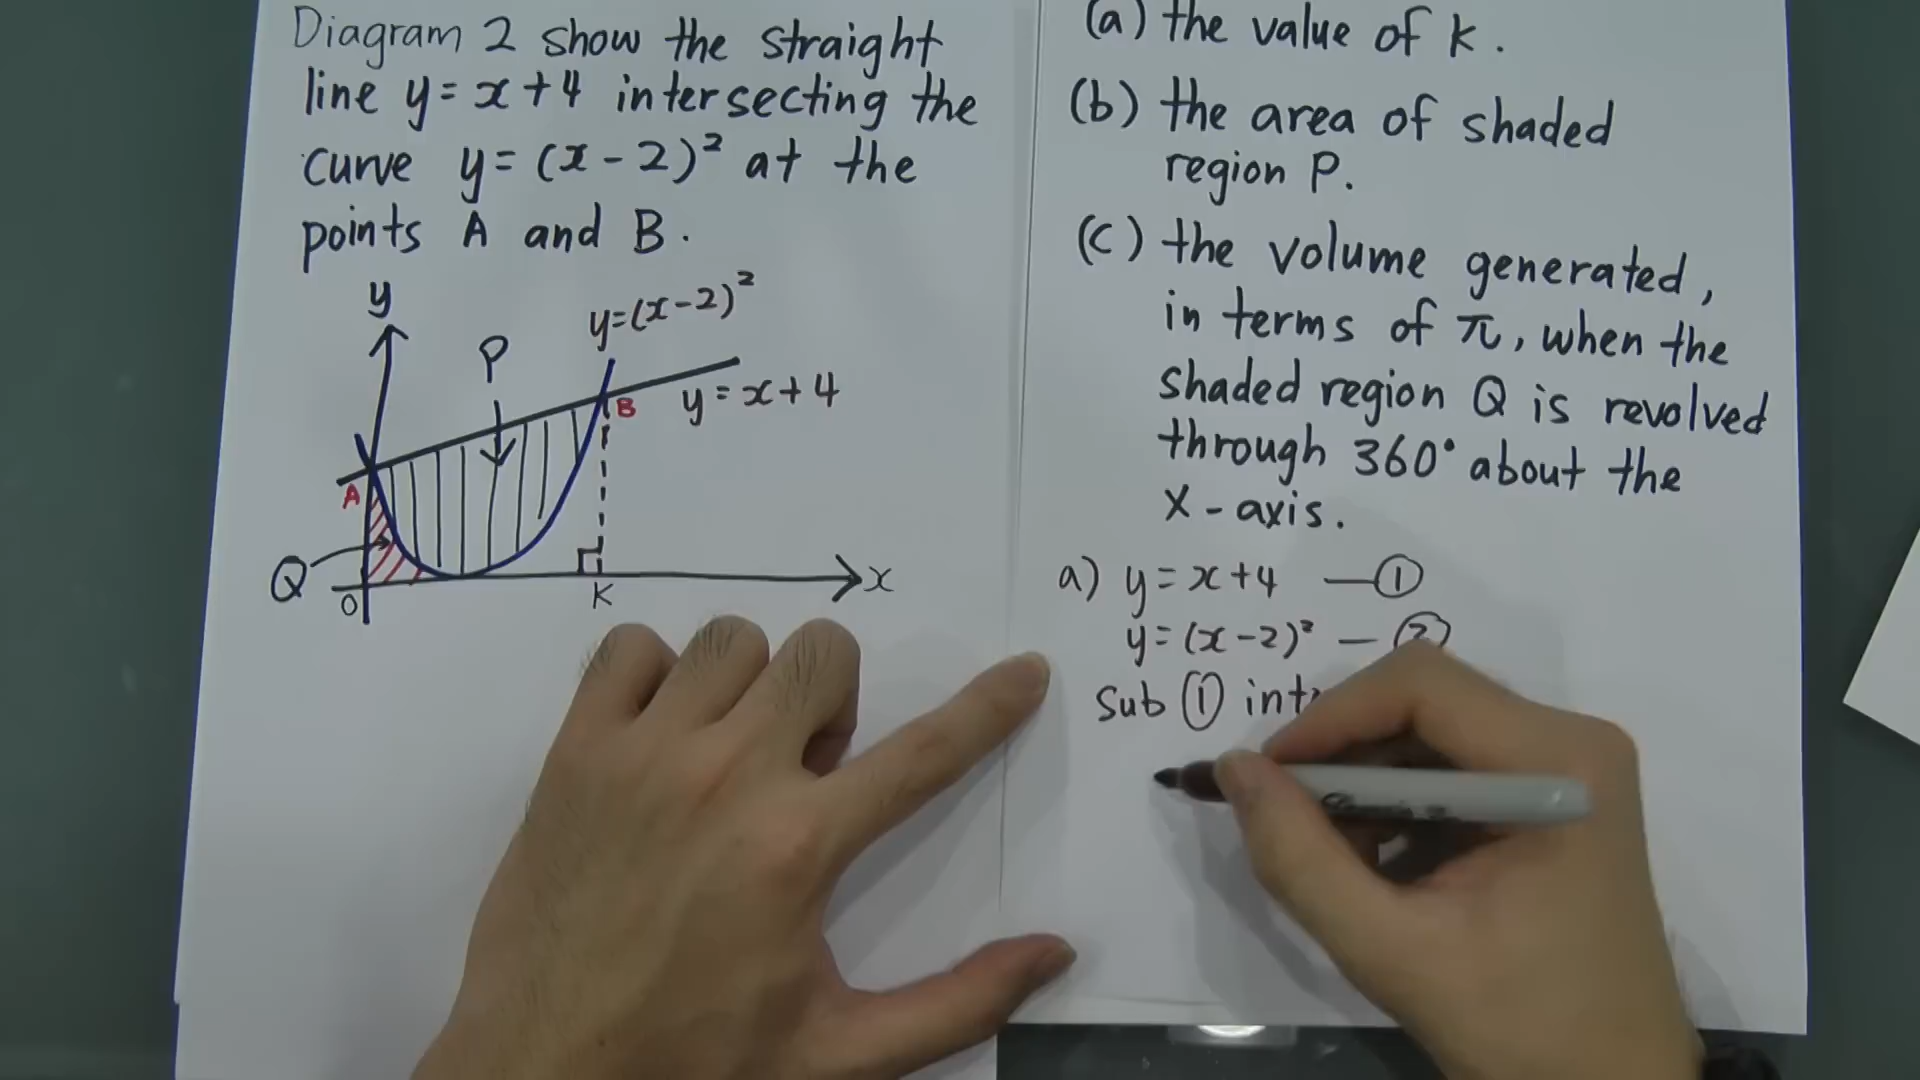 Diagram 2 show the straight
line y = x + 4 intersecting the
curve y = (x - 2)² at the
points A and B.
y
y=(x-2)²
P
B
y = x + 4
A
Q
O
K
x
(a) the value of k.
(b) the area of shaded
region P.
(c) the volume generated,
in terms of π, when the
shaded region Q is revolved
through 360° about the
x-axis.
a) y = x + 4 — ①
y = (x - 2)² — ②
Sub ①